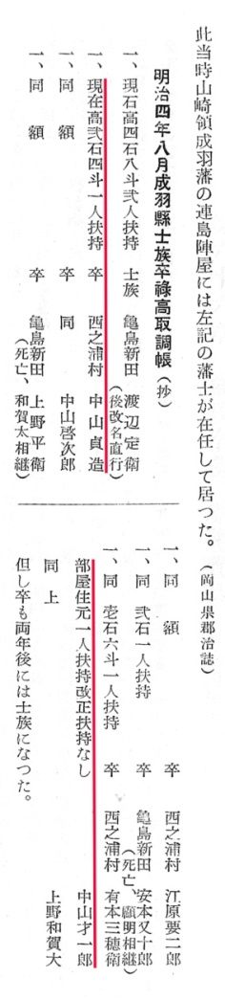 此当時山崎領成羽藩の連島陣屋には左記の藩士が在任して居つた。(岡山県郡治誌)
明治四年八月成羽縣士族卒祿高取調帳(抄)
一、現石高四石八斗弐人扶持 士族 亀島新田 渡辺定衛
(後改名直行)
一、現在高弐石四斗一人扶持 卒 西之浦村 中山貞造
一、同 額 卒 同 中山啓次郎
一、同 額 卒 亀島新田 上野平衛
(死亡、和賀太相継)
一、同 額 卒 西之浦村 江原要二郎
一、同 弐石一人扶持 卒 亀島新田 安本又十郎
(死亡、顧明相継)
一、同 壱石六斗一人扶持 卒 西之浦村 有本三穂衛
部屋住元一人扶持改正扶持なし 中山才一郎
同 上 上野和賀大
但し卒も両年後には士族になつた。